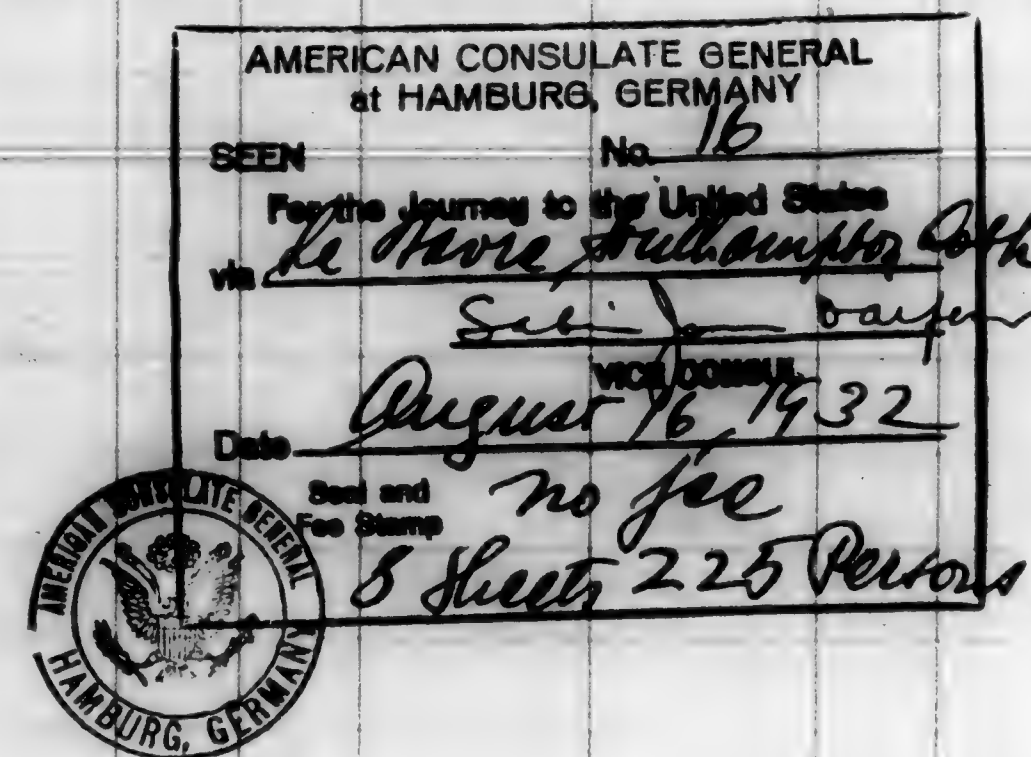 AMERICAN CONSULATE GENERAL
at HAMBURG, GERMANY
SEEN No. 16
For the Journey to the United States
via Le Havre, Southampton
VICE CONSUL.
Date August 16, 1932
Seal and
Fee Stamp
no fee
8 Sheets 225 Persons
AMERICAN CONSULATE GENERAL
HAMBURG, GERMANY